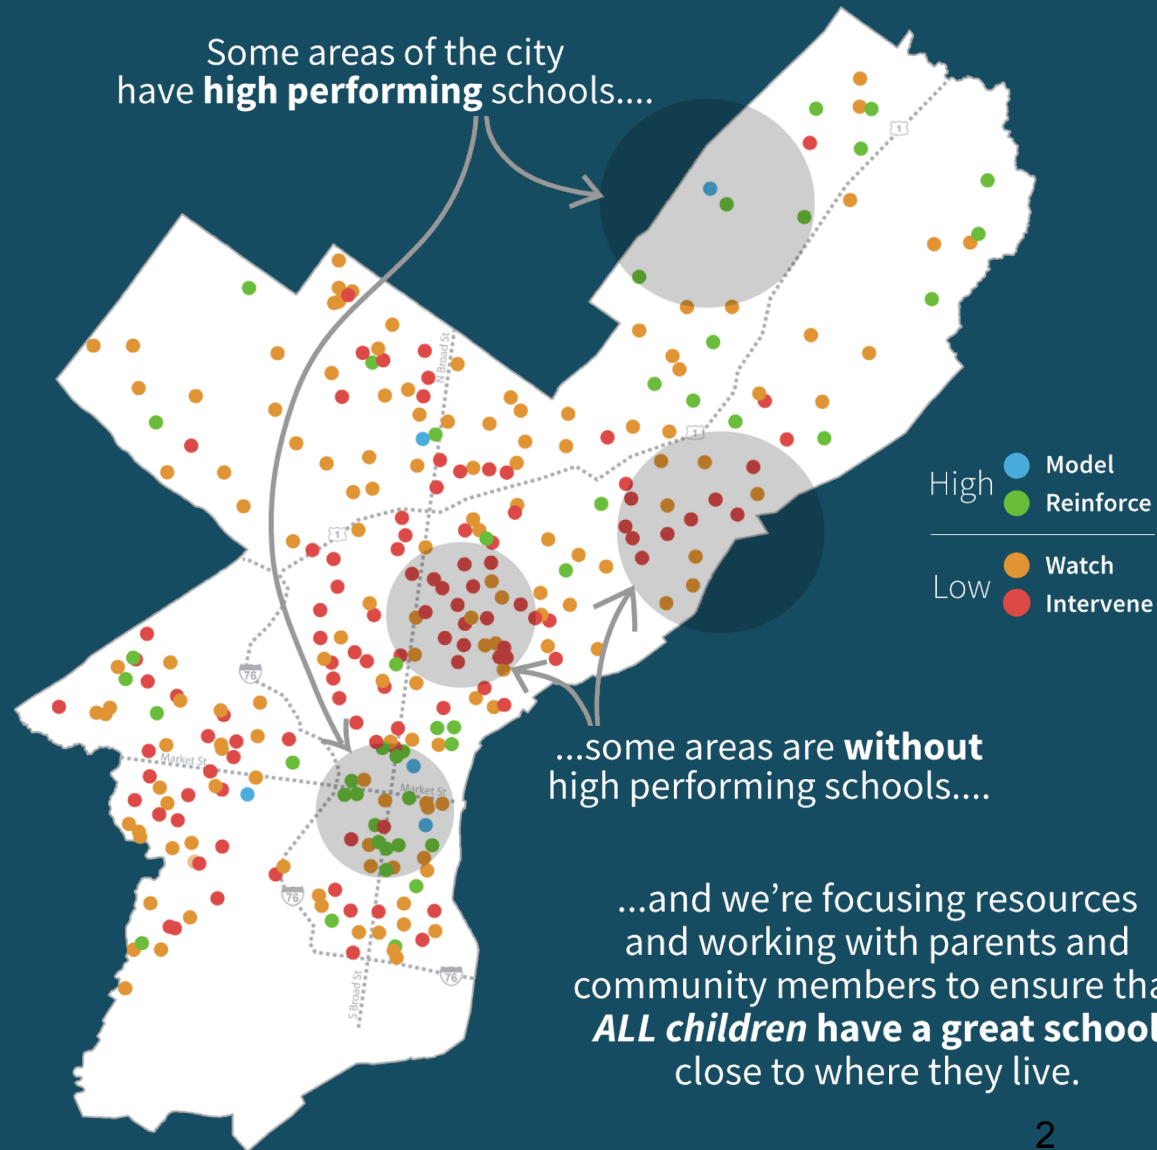 Some areas of the city
have high performing schools....
1
N Broad St
1
1
High
Model
Reinforce
Low
Watch
Intervene
76
Market St
Market St
...some areas are without
high performing schools....
76
76
S Broad St
...and we’re focusing resources
and working with parents and
community members to ensure tha
ALL children have a great school
close to where they live.
2